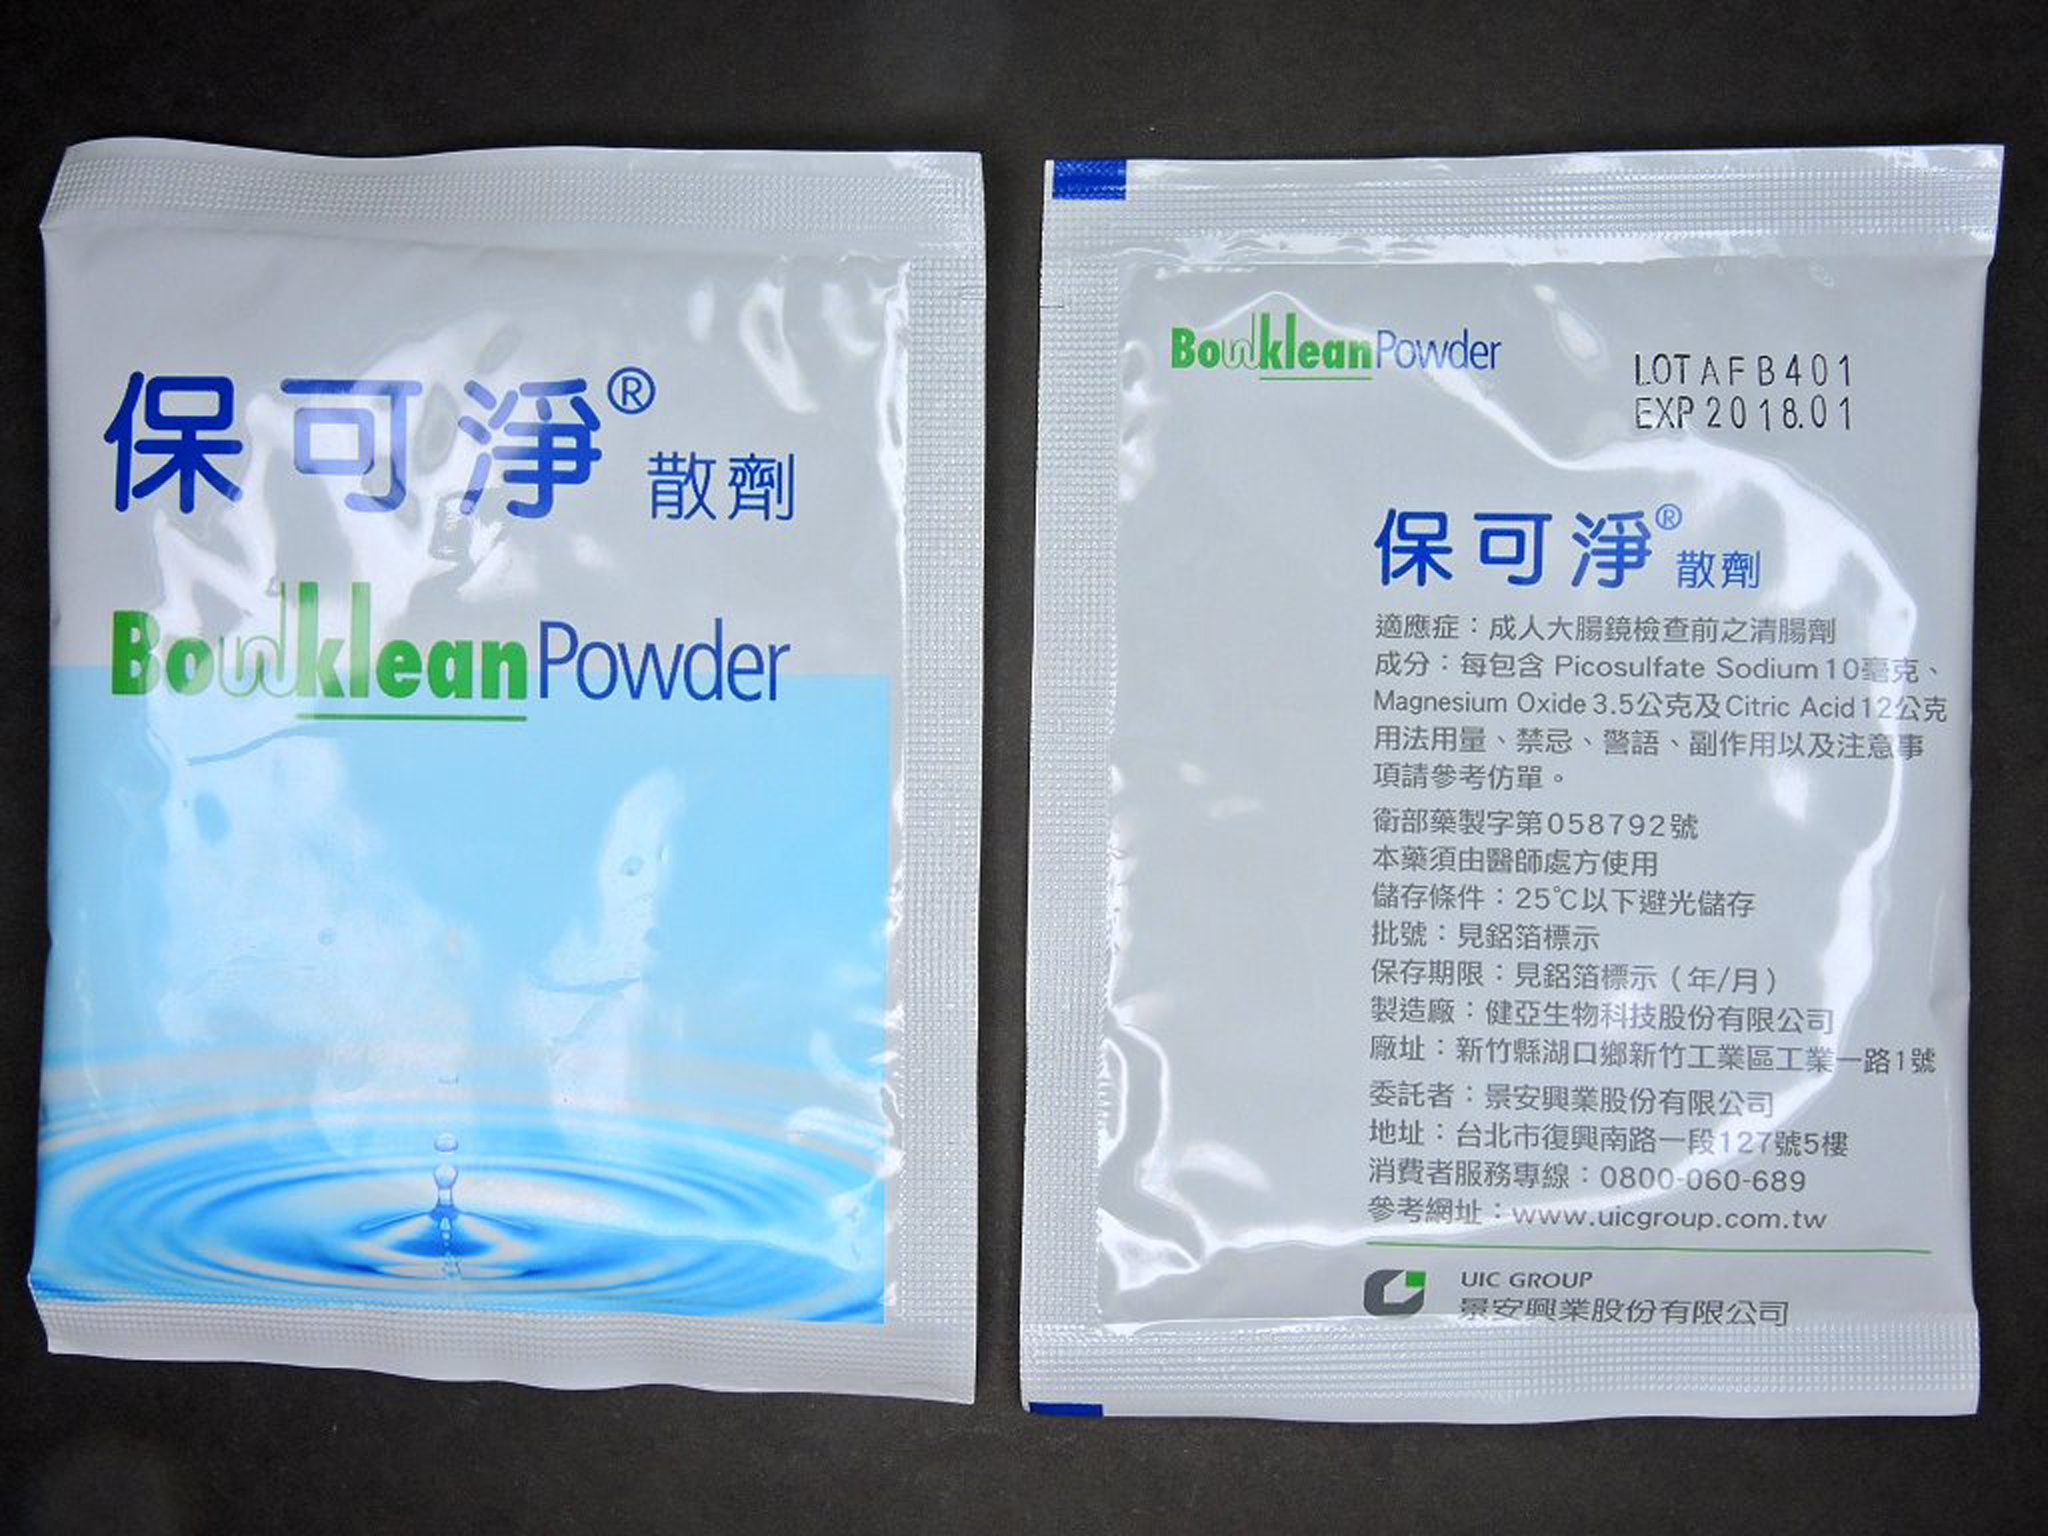 保可淨® 散劑
Bowklean Powder
Bowklean Powder
LOT AFB401
EXP 2018.01
保可淨® 散劑
適應症：成人大腸鏡檢查前之清腸劑
成分：每包含 Picosulfate Sodium 10毫克、
Magnesium Oxide 3.5公克及Citric Acid 12公克
用法用量、禁忌、警語、副作用以及注意事
項請參考仿單。
衛部藥製字第058792號
本藥須由醫師處方使用
儲存條件：25℃以下避光儲存
批號：見鋁箔標示
保存期限：見鋁箔標示（年/月）
製造廠：健亞生物科技股份有限公司
廠址：新竹縣湖口鄉新竹工業區工業一路1號
委託者：景安興業股份有限公司
地址：台北市復興南路一段127號5樓
消費者服務專線：0800-060-689
參考網址：www.uicgroup.com.tw
UIC GROUP
景安興業股份有限公司